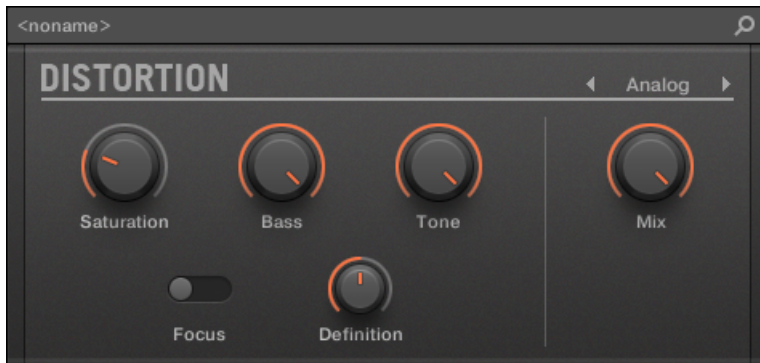 <noname>
DISTORTION
Analog
Saturation
Bass
Tone
Mix
Focus
Definition